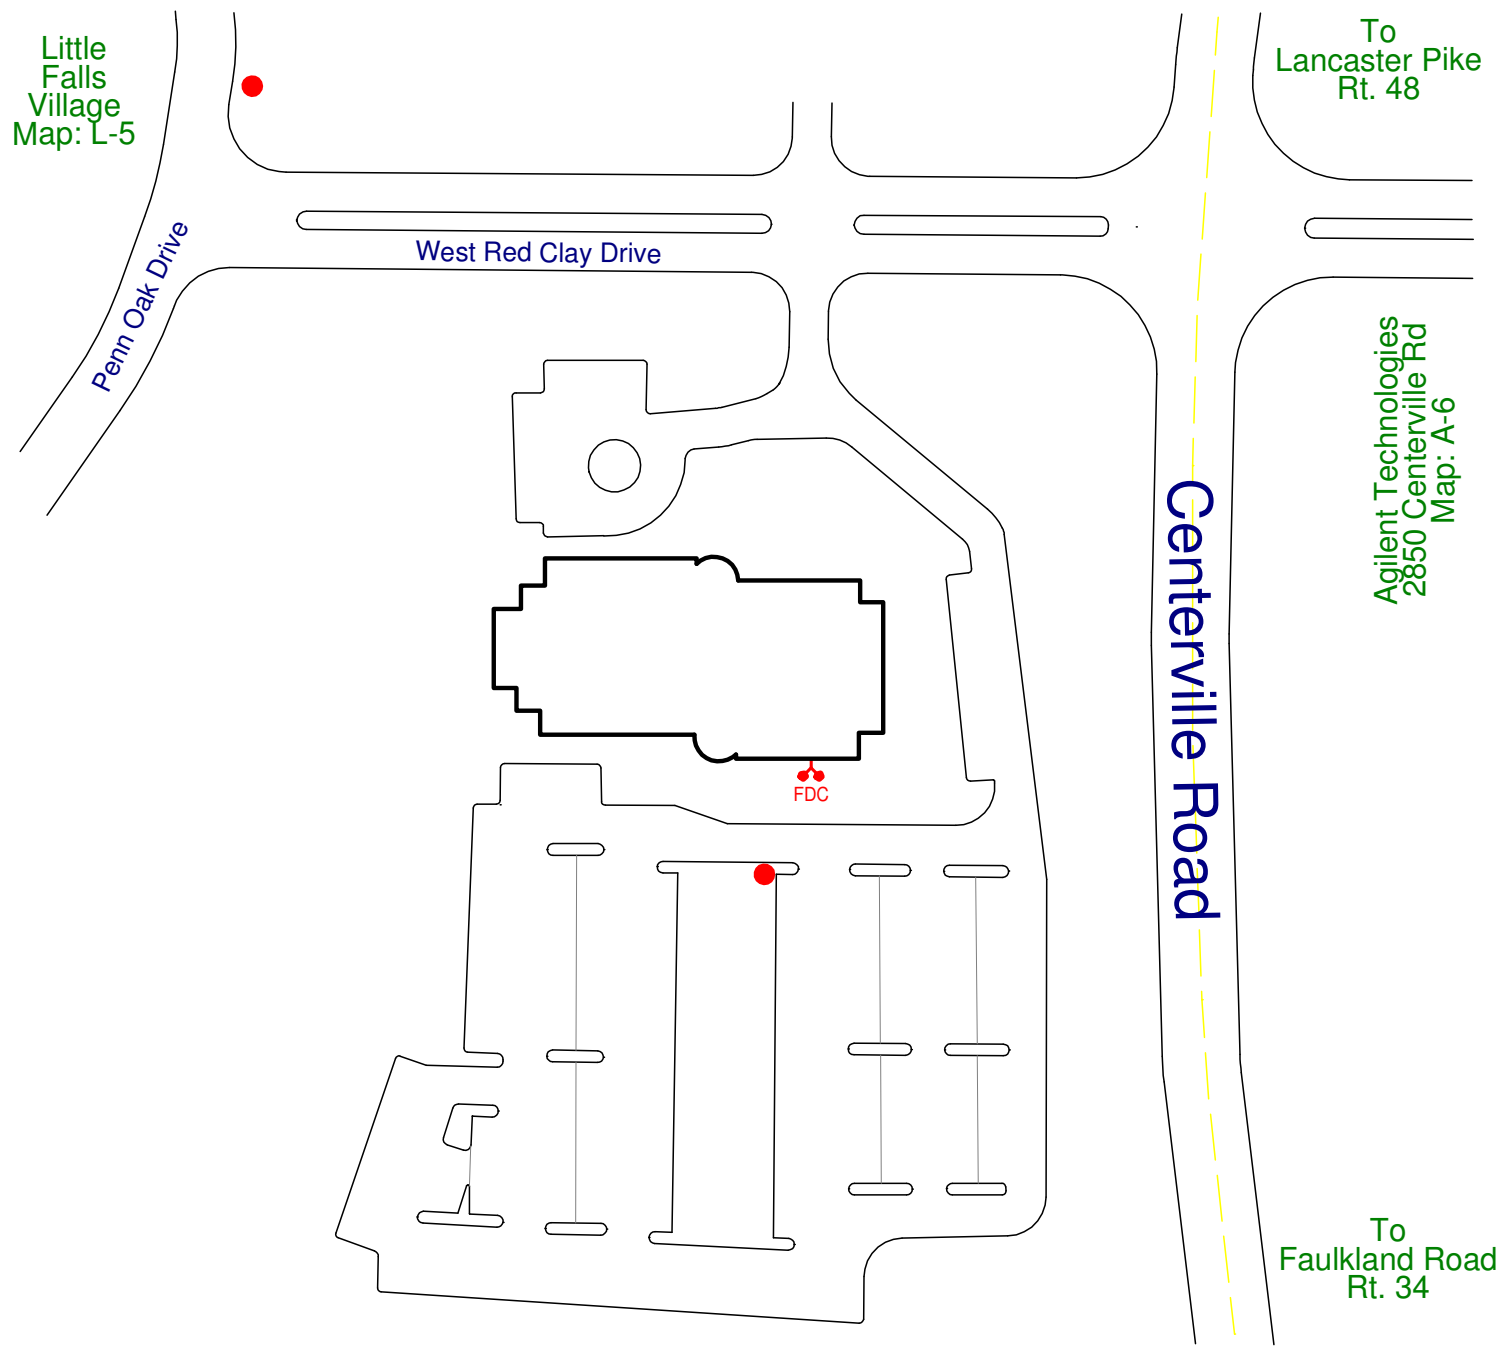 Little
Falls
Village
Map: L-5
To
Lancaster Pike
Rt. 48
West Red Clay Drive
Penn Oak Drive
Agilent Technologies
2850 Centerville Rd
Map: A-6
Centerville Road
FDC
To
Faulkland Road
Rt. 34